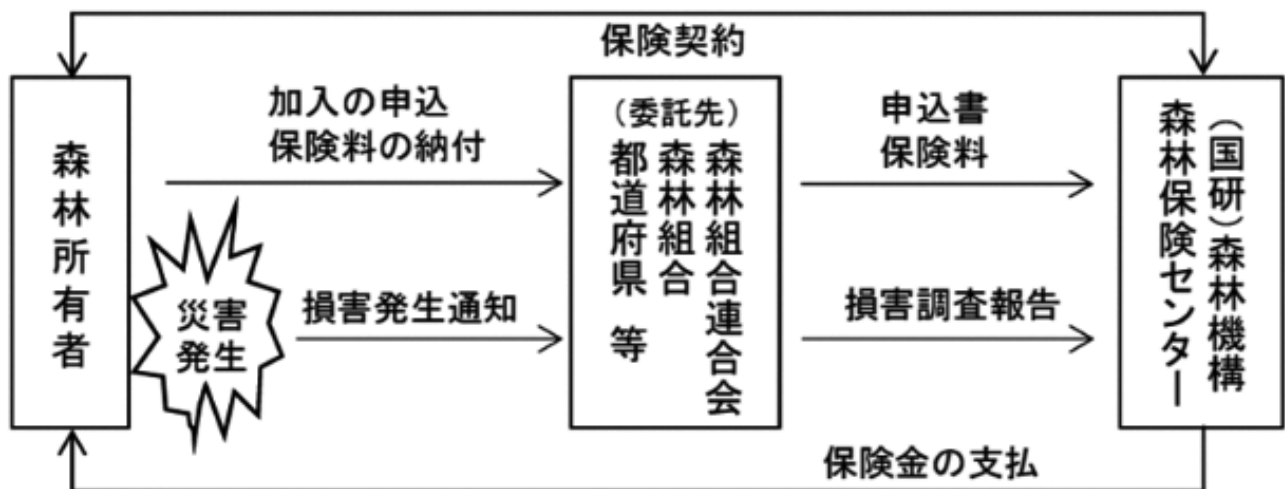 保険契約
森林所有者
加入の申込
保険料の納付
災害
発生
損害発生通知
(委託先)
森林組合連合会
森林組合
都道府県 等
申込書
保険料
損害調査報告
(国研)森林機構
森林保険センター
保険金の支払